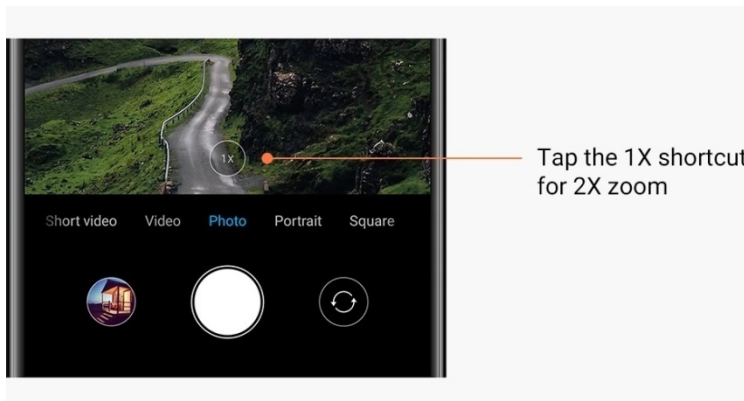 1X
Tap the 1X shortcut
for 2X zoom
Short video Video Photo Portrait Square